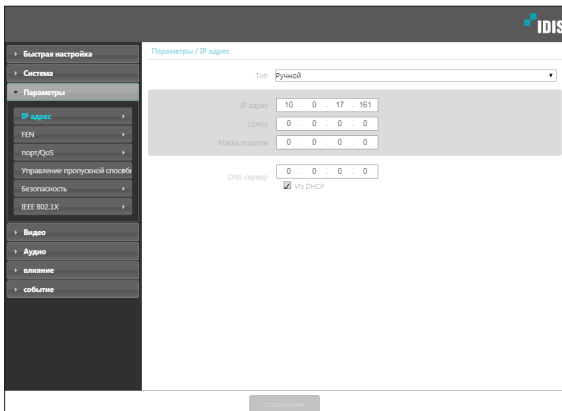 IDIS
Быстрая настройка
Система
Параметры
IP адрес
FEN
порт/QoS
Управление пропускной способн
Безопасность
IEEE 802.1X
Видео
Аудио
влияние
событие
Параметры / IP адрес
Тип Ручной
IP адрес 10 . 0 . 17 . 161
Шлюз 0 . 0 . 0 . 0
Маска подсети 0 . 0 . 0 . 0
DNS сервер 0 . 0 . 0 . 0
Из DHCP